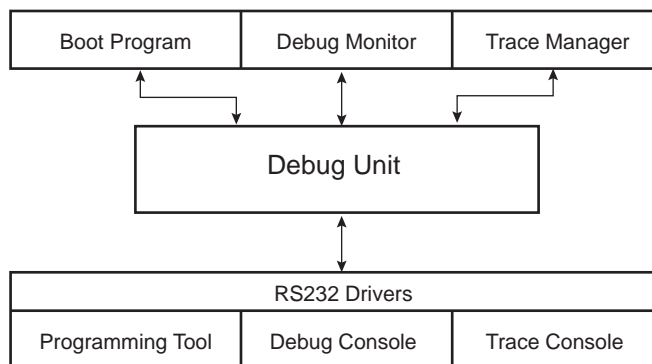 Boot Program
Debug Monitor
Trace Manager
Debug Unit
RS232 Drivers
Programming Tool
Debug Console
Trace Console